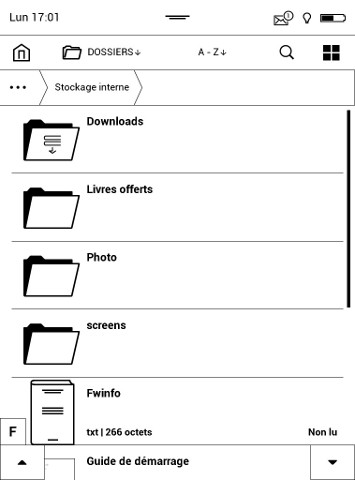 Lun 17:01
DOSSIERS↓ A - Z↓
••• Stockage interne
Downloads
Livres offerts
Photo
screens
Fwinfo
txt | 266 octets Non lu
F
Guide de démarrage